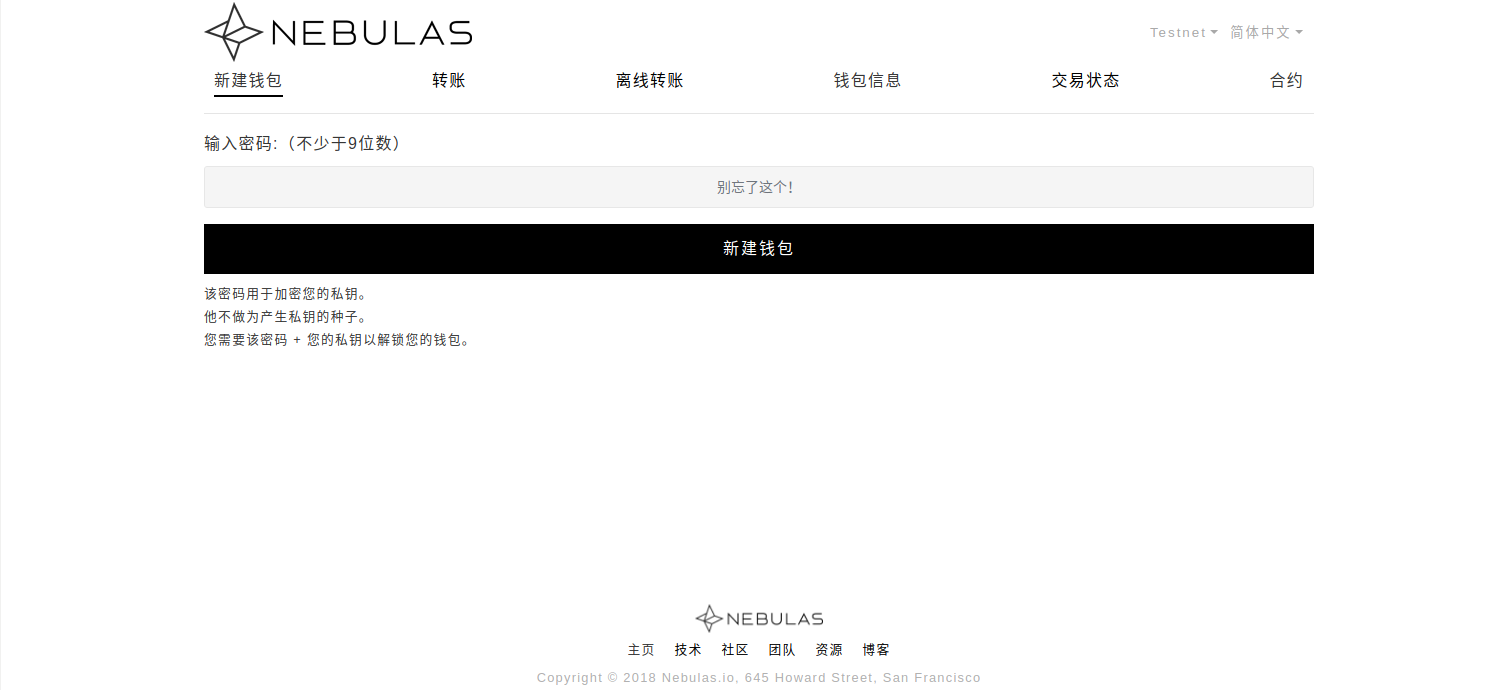 NEBULAS
Testnet 简体中文
新建钱包 转账 离线转账 钱包信息 交易状态 合约
输入密码:（不少于9位数）
别忘了这个!
新建钱包
该密码用于加密您的私钥。
他不做为产生私钥的种子。
您需要该密码 + 您的私钥以解锁您的钱包。
NEBULAS
主页 技术 社区 团队 资源 博客
Copyright © 2018 Nebulas.io, 645 Howard Street, San Francisco